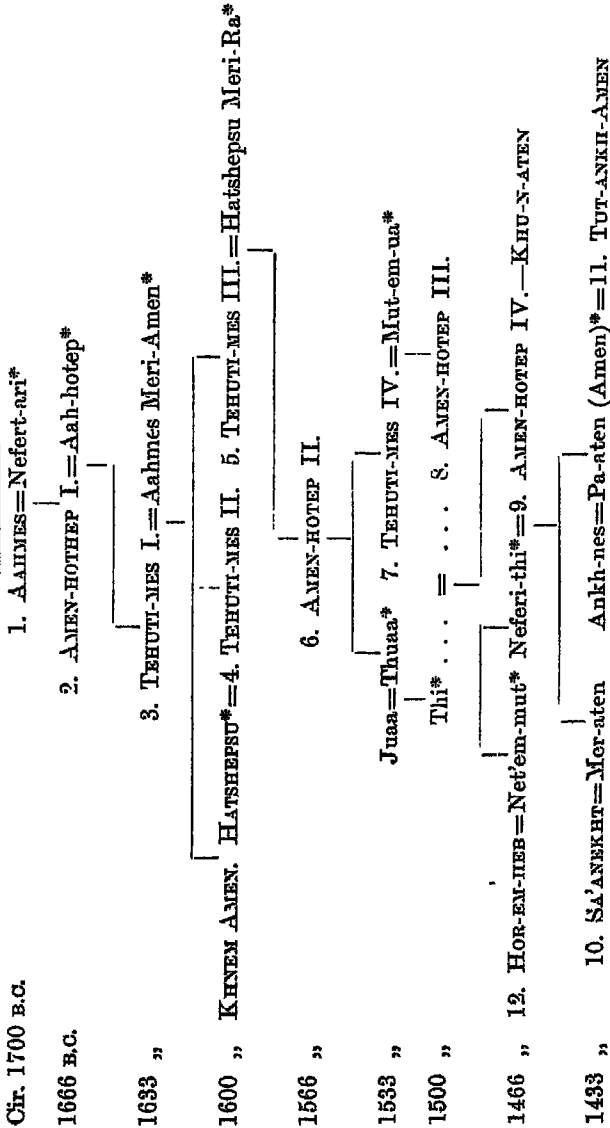 Cir. 1700 B.C. 1. AAHMES=Nefert-ari*
1666 B.C. 2. AMEN-HOTHEP I.=Aah-hotep*
1633 „ 3. TEHUTI-MES I.=Aahmes Meri-Amen*
1600 „ KHNEM AMEN. HATSHEPSU*=4. TEHUTI-MES II. 5. TEHUTI-MES III.=Hatshepsu Meri-Ra*
1566 „ 6. AMEN-HOTEP II.
1533 „ Juaa=Thuaa* 7. TEHUTI-MES IV.=Mut-em-ua*
1500 „ Thi* . . . . = . . . . 8. AMEN-HOTEP III.
1466 „ 12. HOR-EM-HEB=Net'em-mut* Neferi-thi*=9. AMEN-HOTEP IV.—KHU-N-ATEN
1433 „ 10. SA'ANEKHT=Mer-aten Ankh-nes=Pa-aten (Amen)*=11. TUT-ANKH-AMEN